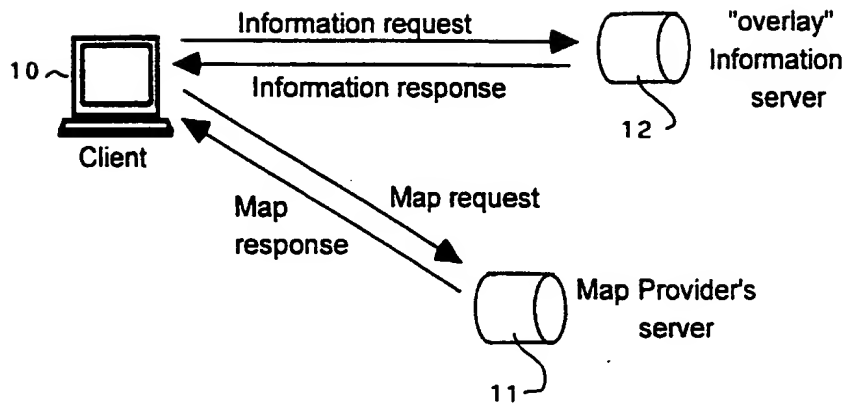 Information request
"overlay"
Information
server
10
Information response
12
Client
Map request
Map
response
Map Provider's
server
11